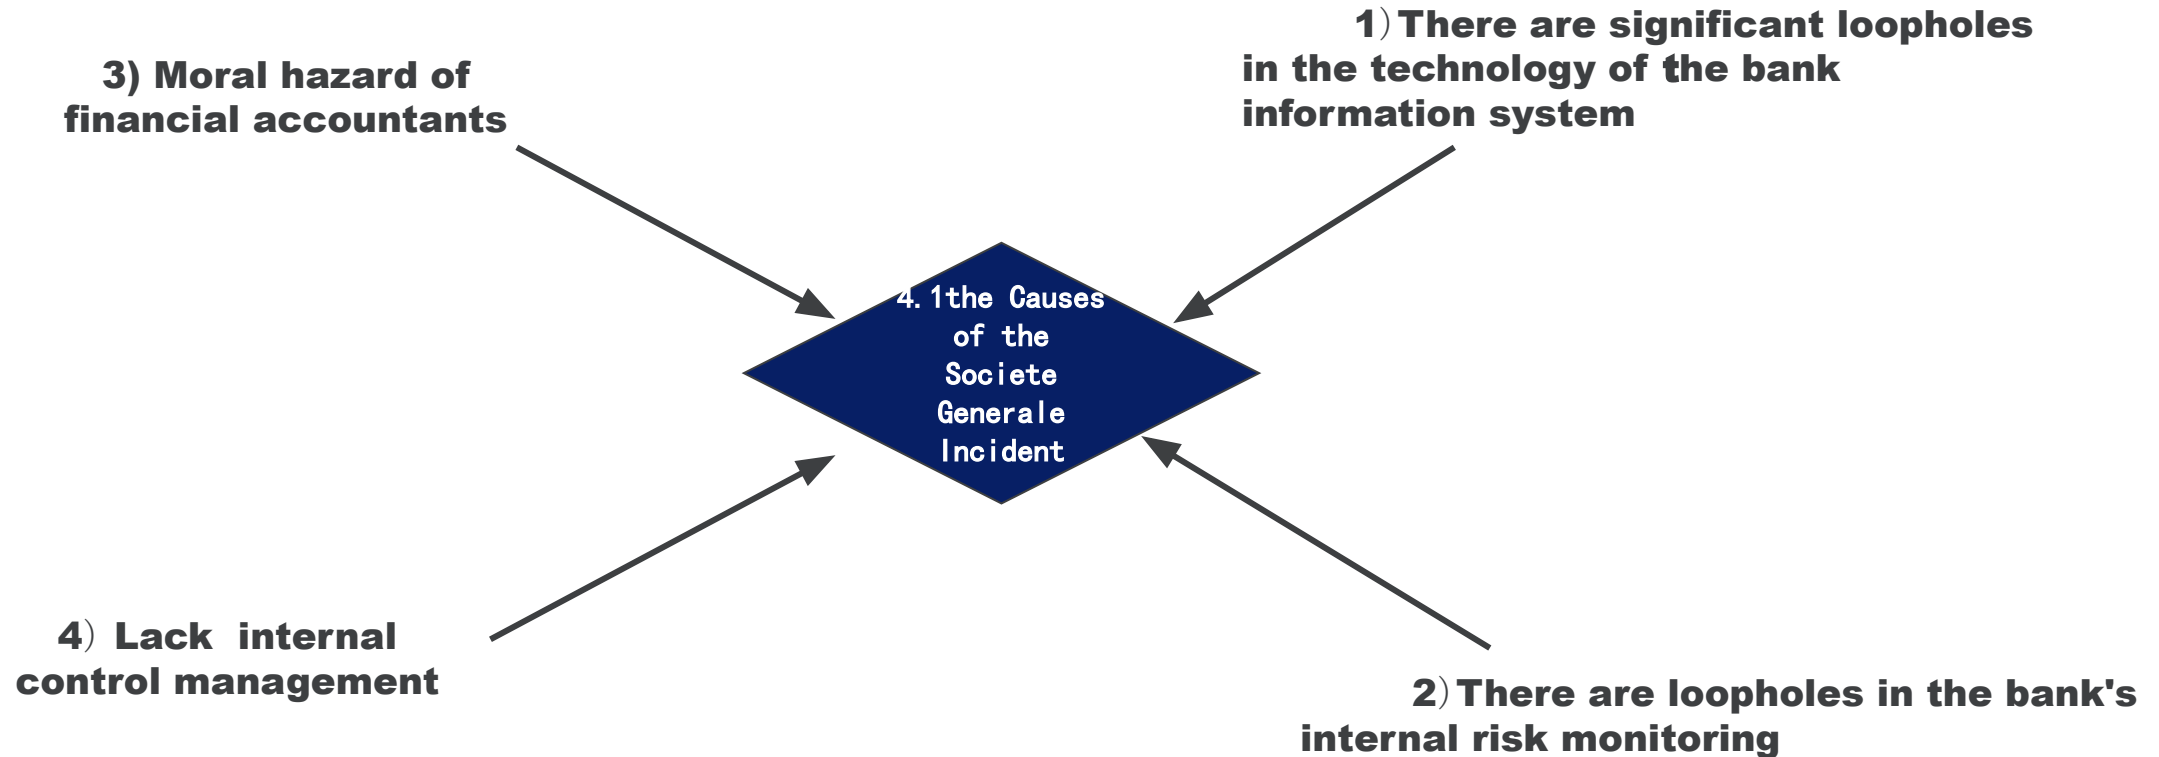 1）There are significant loopholes
in the technology of the bank
information system
3) Moral hazard of
financial accountants
4.1the Causes
of the
Societe
Generale
Incident
4） Lack  internal
control management
2）There are loopholes in the bank's
internal risk monitoring